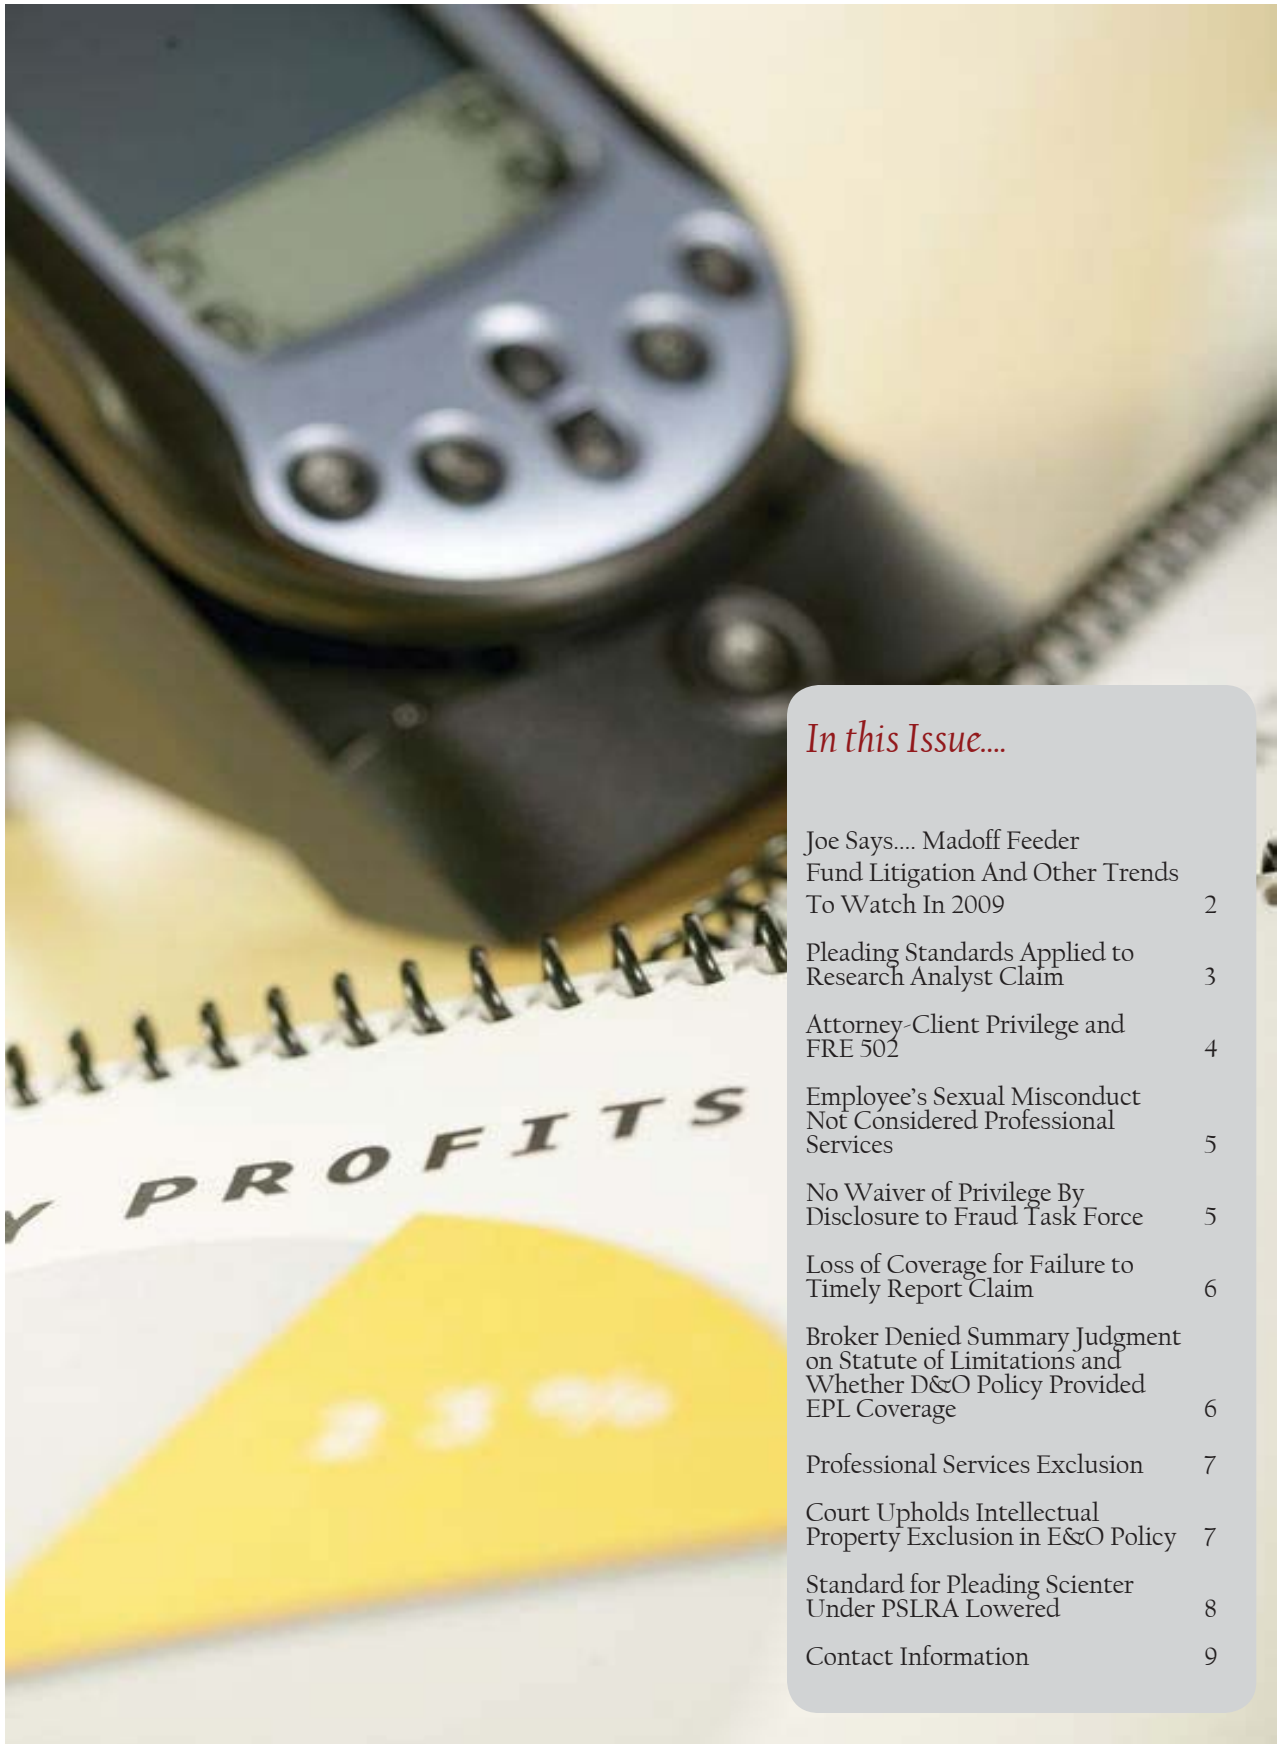 In this Issue....
Joe Says.... Madoff Feeder
Fund Litigation And Other Trends
To Watch In 2009 2
Pleading Standards Applied to
Research Analyst Claim 3
Attorney-Client Privilege and
FRE 502 4
Employee’s Sexual Misconduct
Not Considered Professional
Services 5
No Waiver of Privilege By
Disclosure to Fraud Task Force 5
Loss of Coverage for Failure to
Timely Report Claim 6
Broker Denied Summary Judgment
on Statute of Limitations and
Whether D&O Policy Provided
EPL Coverage 6
Professional Services Exclusion 7
Court Upholds Intellectual
Property Exclusion in E&O Policy 7
Standard for Pleading Scienter
Under PSLRA Lowered 8
Contact Information 9
Y PROFITS
23%